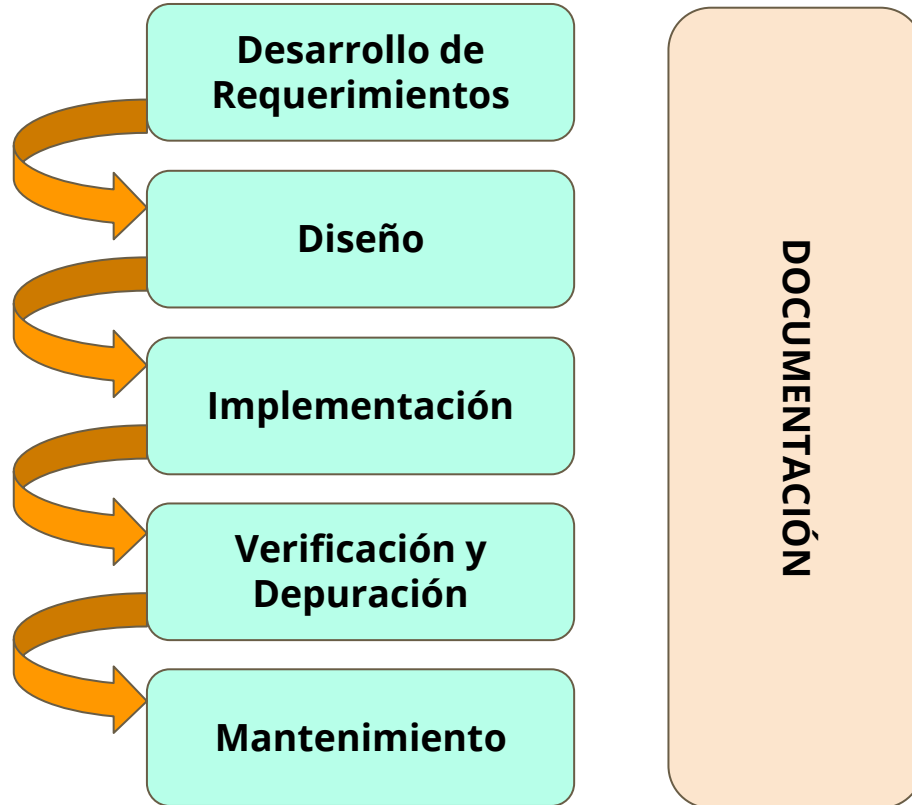 Desarrollo de
Requerimientos
Diseño
Implementación
Verificación y
Depuración
Mantenimiento
DOCUMENTACIÓN